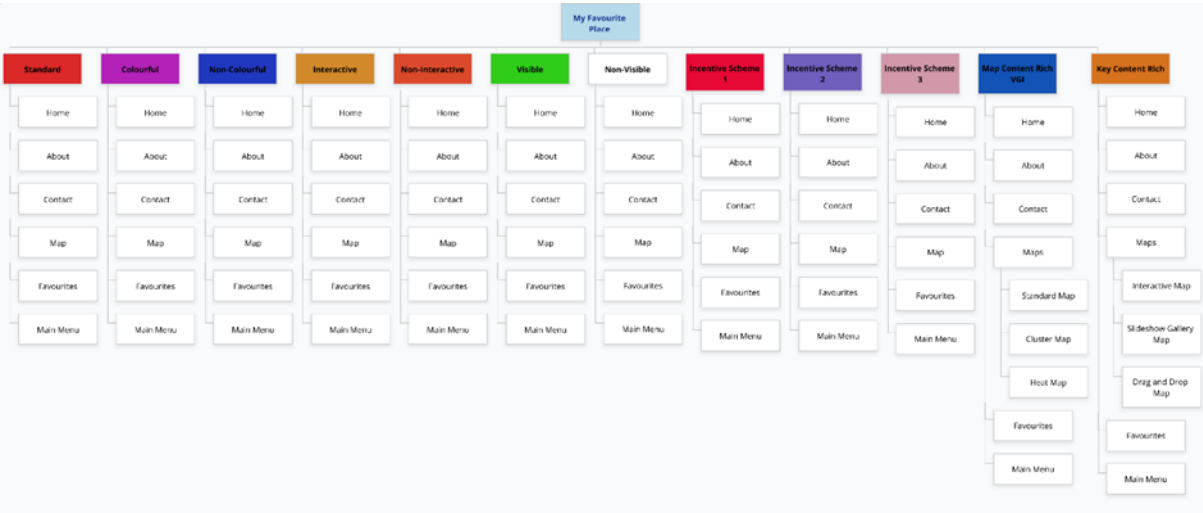 My Favourite
Place
Standard
Home
About
Contact
Map
Favourites
Main Menu
Colourful
Home
About
Contact
Map
Favourites
Main Menu
Non-Colourful
Home
About
Contact
Map
Favourites
Main Menu
Interactive
Home
About
Contact
Map
Favourites
Main Menu
Non-Interactive
Home
About
Contact
Map
Favourites
Main Menu
Visible
Home
About
Contact
Map
Favourites
Main Menu
Non-Visible
Home
About
Contact
Map
Favourites
Main Menu
Incentive Scheme
1
Home
About
Contact
Map
Favourites
Main Menu
Incentive Scheme
2
Home
About
Contact
Map
Favourites
Main Menu
Incentive Scheme
3
Home
About
Contact
Map
Favourites
Main Menu
Map Content Rich
VGI
Home
About
Contact
Maps
Standard Map
Cluster Map
Heat Map
Favourites
Main Menu
Key Content Rich
Home
About
Contact
Maps
Interactive Map
Slideshow Gallery
Map
Drag and Drop
Map
Favourites
Main Menu